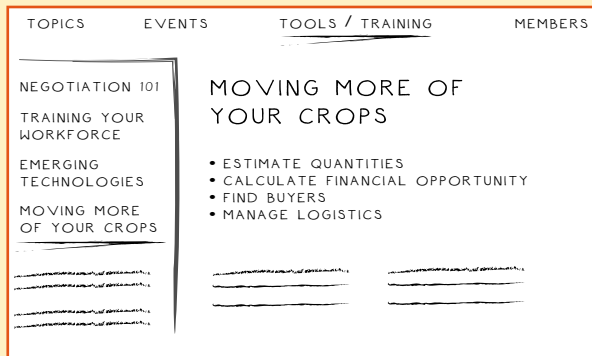 TOPICS EVENTS TOOLS / TRAINING MEMBERS
NEGOTIATION 101
TRAINING YOUR
WORKFORCE
EMERGING
TECHNOLOGIES
MOVING MORE
OF YOUR CROPS
MOVING MORE OF
YOUR CROPS
• ESTIMATE QUANTITIES
• CALCULATE FINANCIAL OPPORTUNITY
• FIND BUYERS
• MANAGE LOGISTICS